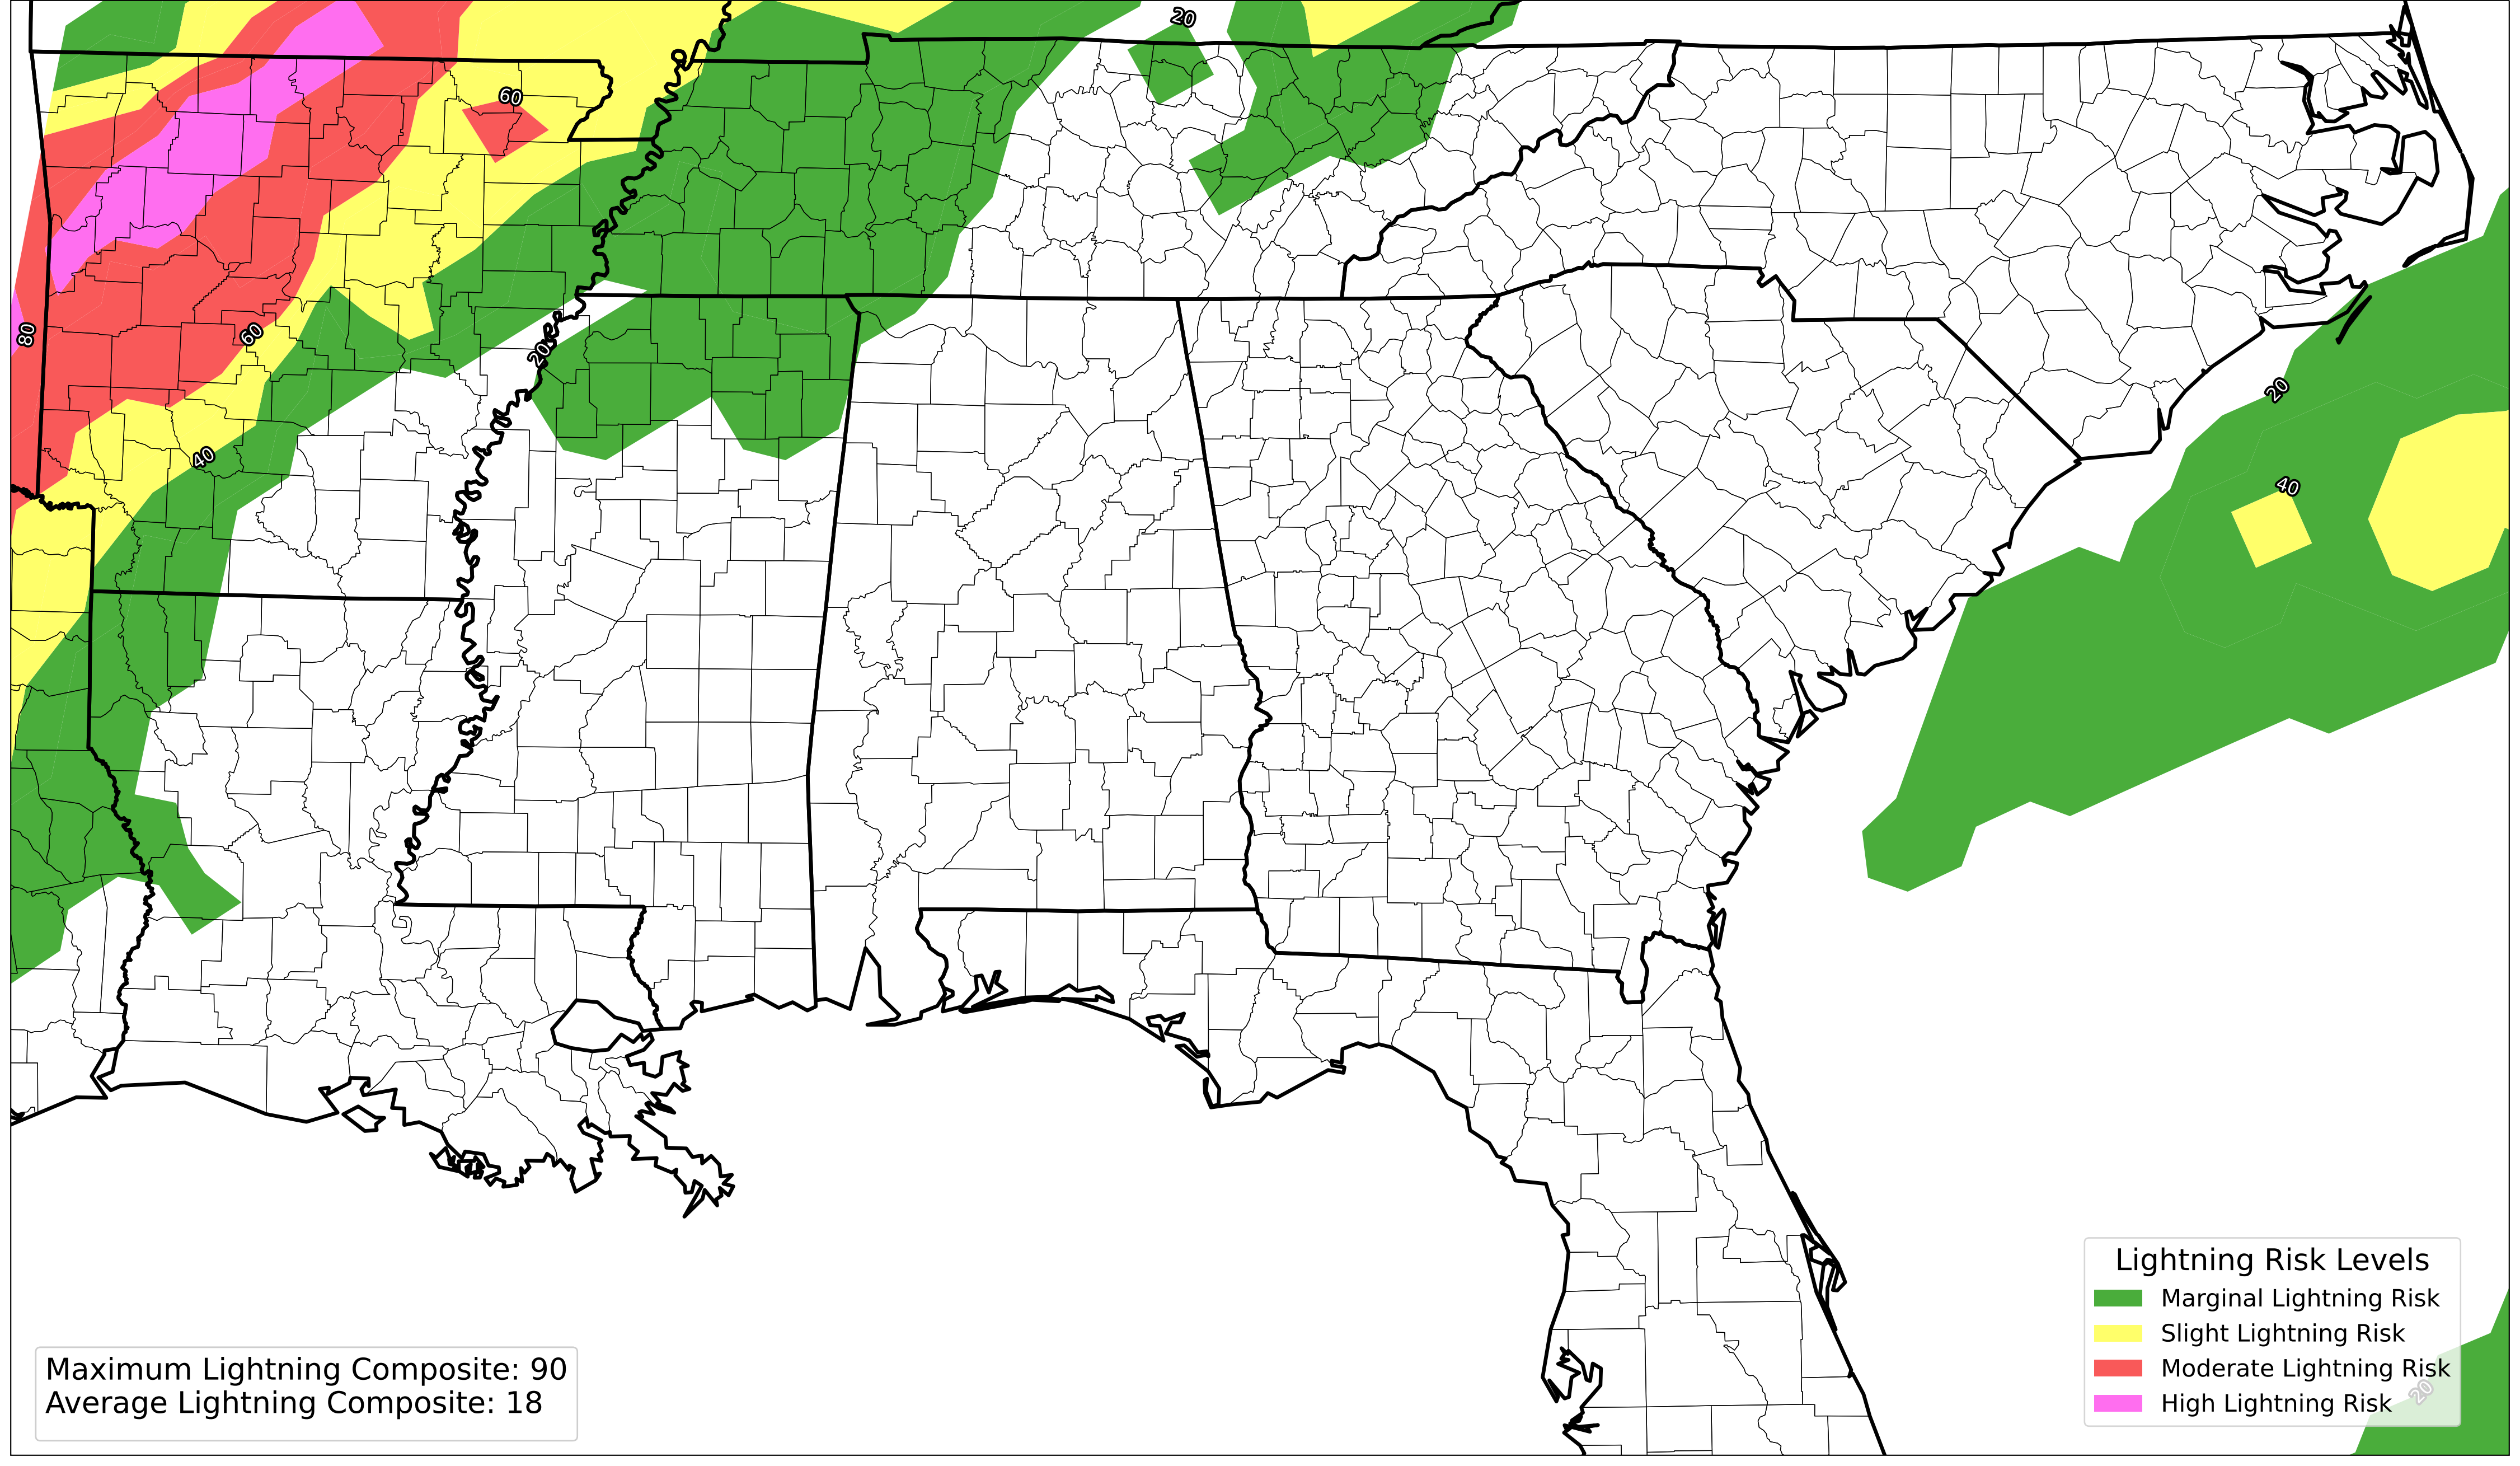 20
60
80
60
20
40
20
40
Lightning Risk Levels
Marginal Lightning Risk
Slight Lightning Risk
Moderate Lightning Risk
High Lightning Risk
20
Maximum Lightning Composite: 90
Average Lightning Composite: 18